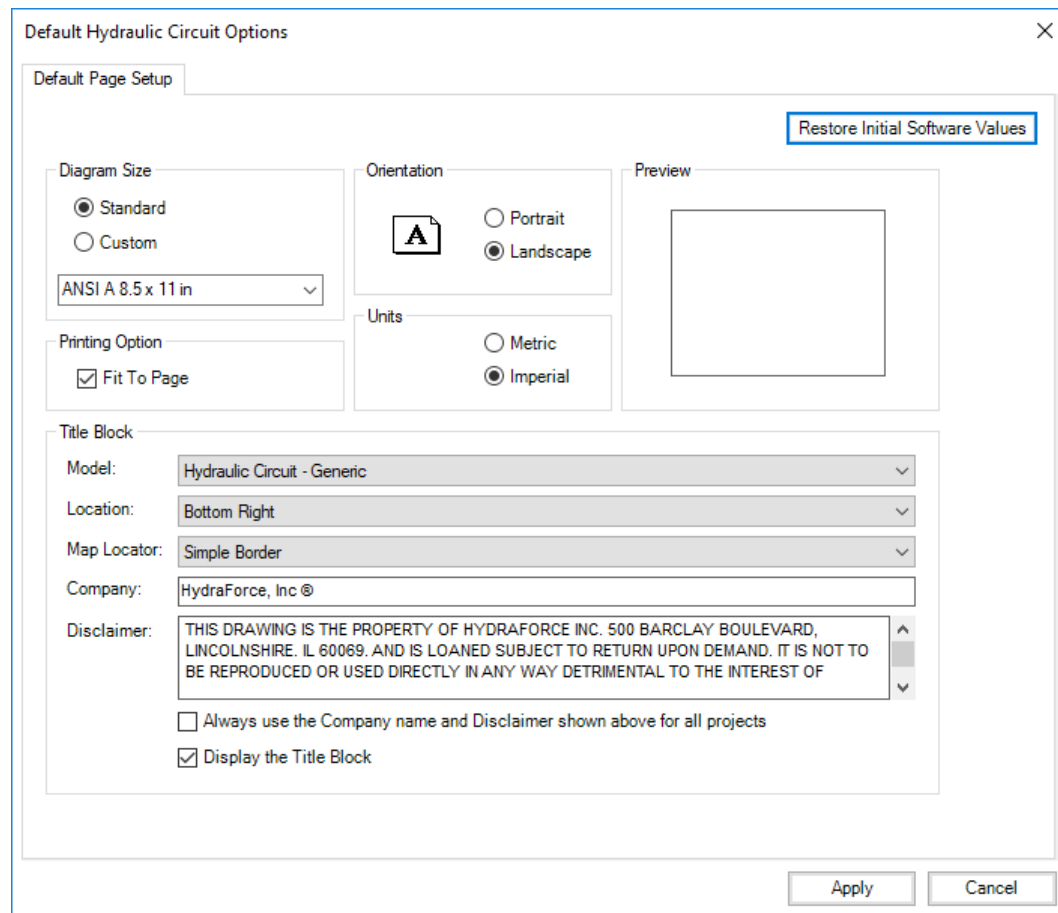 Default Hydraulic Circuit Options
Default Page Setup
Restore Initial Software Values
Diagram Size
Standard
Custom
ANSI A 8.5 x 11 in
Printing Option
Fit To Page
Orientation
A
Portrait
Landscape
Units
Metric
Imperial
Preview
Title Block
Model: Hydraulic Circuit - Generic
Location: Bottom Right
Map Locator: Simple Border
Company: HydraForce, Inc ®
Disclaimer: THIS DRAWING IS THE PROPERTY OF HYDRAFORCE INC. 500 BARCLAY BOULEVARD,
LINCOLNSHIRE. IL 60069. AND IS LOANED SUBJECT TO RETURN UPON DEMAND. IT IS NOT TO
BE REPRODUCED OR USED DIRECTLY IN ANY WAY DETRIMENTAL TO THE INTEREST OF
Always use the Company name and Disclaimer shown above for all projects
Display the Title Block
Apply
Cancel